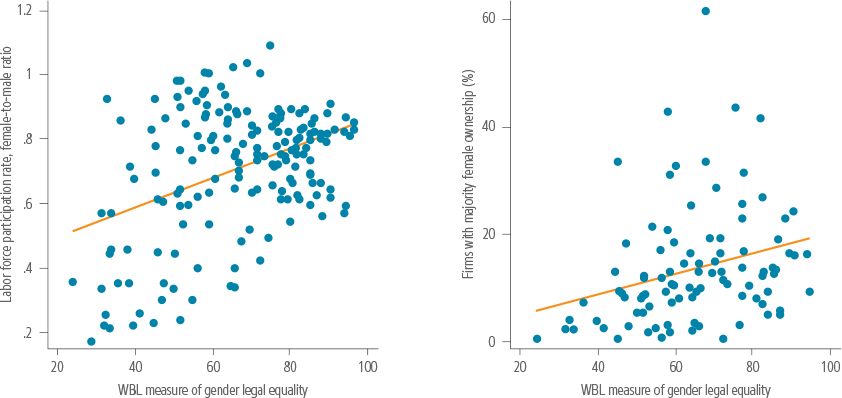 Labor force participation rate, female-to-male ratio
1.2
1
.8
.6
.4
.2
20 40 60 80 100
WBL measure of gender legal equality
Firms with majority female ownership (%)
60
40
20
0
20 40 60 80 100
WBL measure of gender legal equality